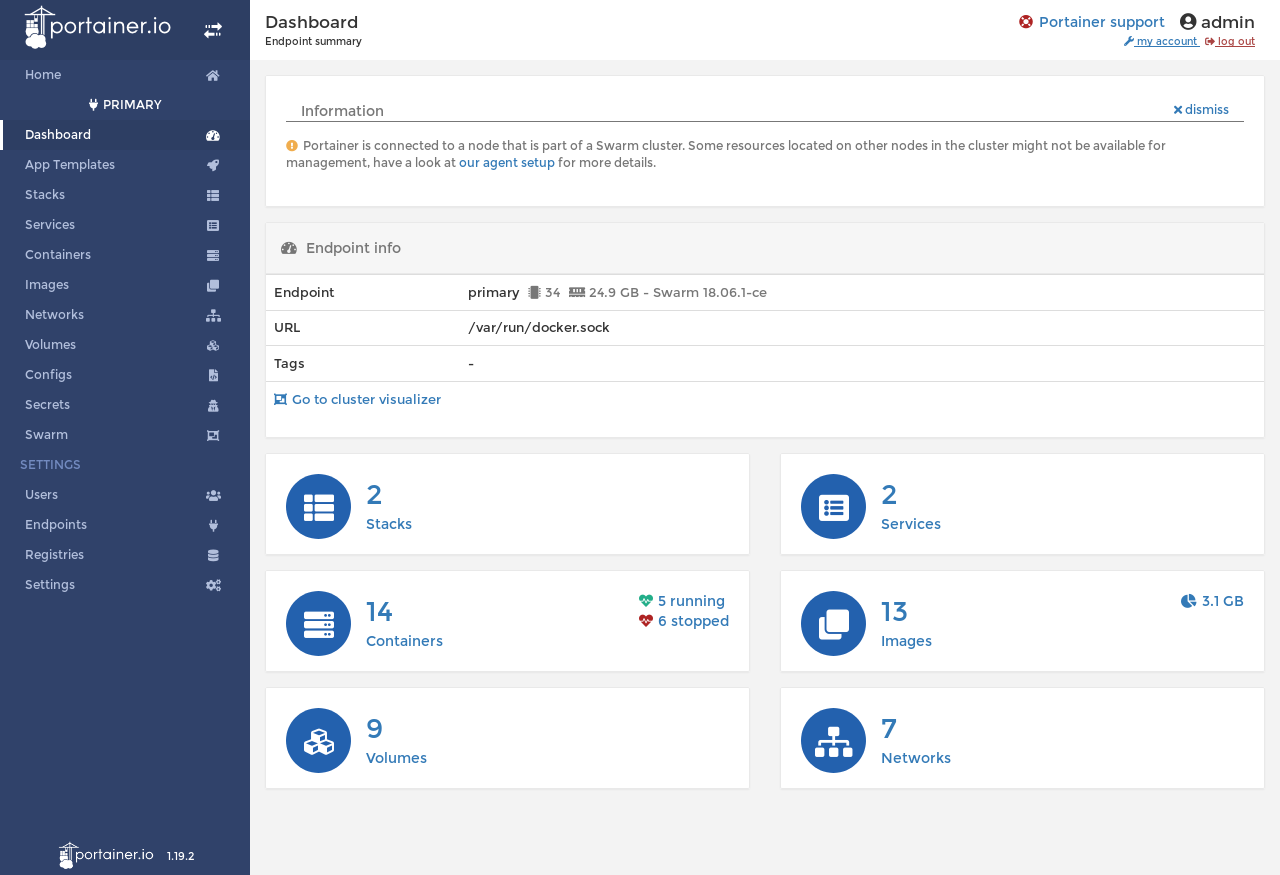 portainer.io
Home
PRIMARY
Dashboard
App Templates
Stacks
Services
Containers
Images
Networks
Volumes
Configs
Secrets
Swarm
SETTINGS
Users
Endpoints
Registries
Settings
portainer.io 1.19.2
Dashboard
Endpoint summary
Portainer support admin
my account log out
Information dismiss
Portainer is connected to a node that is part of a Swarm cluster. Some resources located on other nodes in the cluster might not be available for
management, have a look at our agent setup for more details.
Endpoint info
Endpoint primary 34 24.9 GB - Swarm 18.06.1-ce
URL /var/run/docker.sock
Tags -
Go to cluster visualizer
2
Stacks
2
Services
14
Containers
5 running
6 stopped
13
Images
3.1 GB
9
Volumes
7
Networks